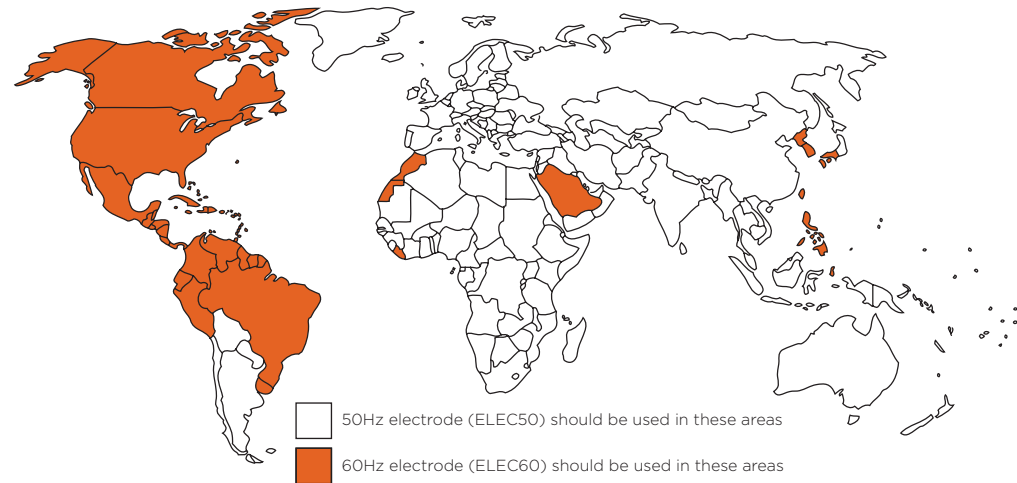 50Hz electrode (ELEC50) should be used in these areas
60Hz electrode (ELEC60) should be used in these areas